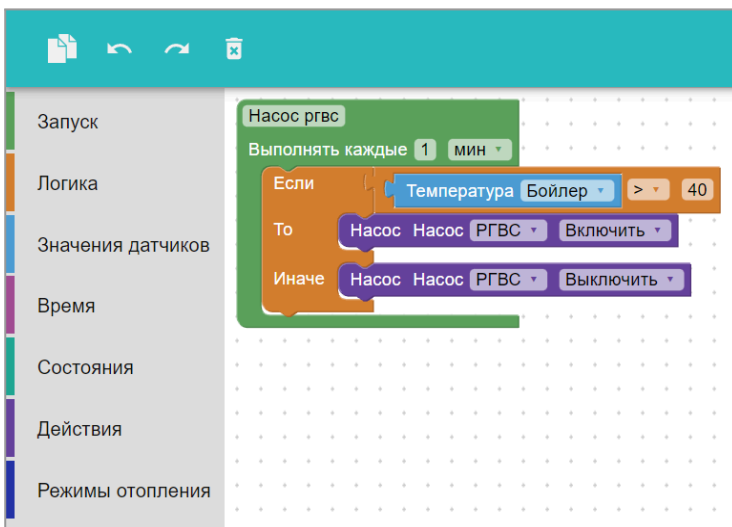 Запуск
Логика
Значения датчиков
Время
Состояния
Действия
Режимы отопления
Насос ргвс
Выполнять каждые 1 мин
Если Температура Бойлер > 40
То Насос Насос РГВС Включить
Иначе Насос Насос РГВС Выключить